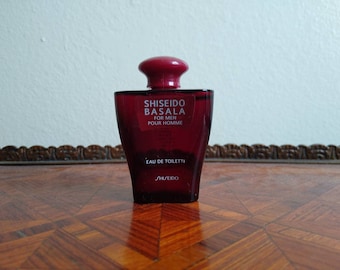 SHISEIDO
BASALA
FOR MEN
POUR HOMME
EAU DE TOILETTE
SHISEIDO